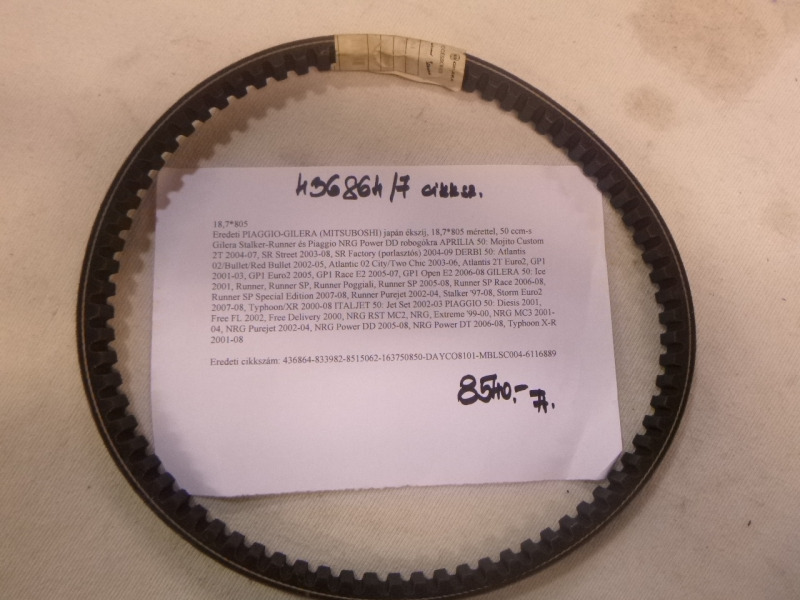 436864/7 cikksz.
18,7*805
Eredeti PIAGGIO-GILERA (MITSUBOSHI) japán ékszíj, 18,7*805 mérettel, 50 ccm-s
Gilera Stalker-Runner és Piaggio NRG Power DD robogókra APRILIA 50: Mojito Custom
2T 2004-07, SR Street 2003-08, SR Factory (porlasztós) 2004-09 DERBI 50: Atlantis
02/Bullet/Red Bullet 2002-05, Atlantic 02 City/Two Chic 2003-06, Atlantis 2T Euro2, GP1
2001-03, GP1 Euro2 2005, GP1 Race E2 2005-07, GP1 Open E2 2006-08 GILERA 50: Ice
2001, Runner, Runner SP, Runner Poggiali, Runner SP 2005-08, Runner SP Race 2006-08,
Runner SP Special Edition 2007-08, Runner Purejet 2002-04, Stalker '97-08, Storm Euro2
2007-08, Typhoon/XR 2000-08 ITALJET 50: Jet Set 2002-03 PIAGGIO 50: Diesis 2001,
Free FL 2002, Free Delivery 2000, NRG RST MC2, NRG, Extreme '99-00, NRG MC3 2001-
04, NRG Purejet 2002-04, NRG Power DD 2005-08, NRG Power DT 2006-08, Typhoon X-R
2001-08
Eredeti cikkszám: 436864-833982-8515062-163750850-DAYCO8101-MBLSC004-6116889
8540.- Ft.